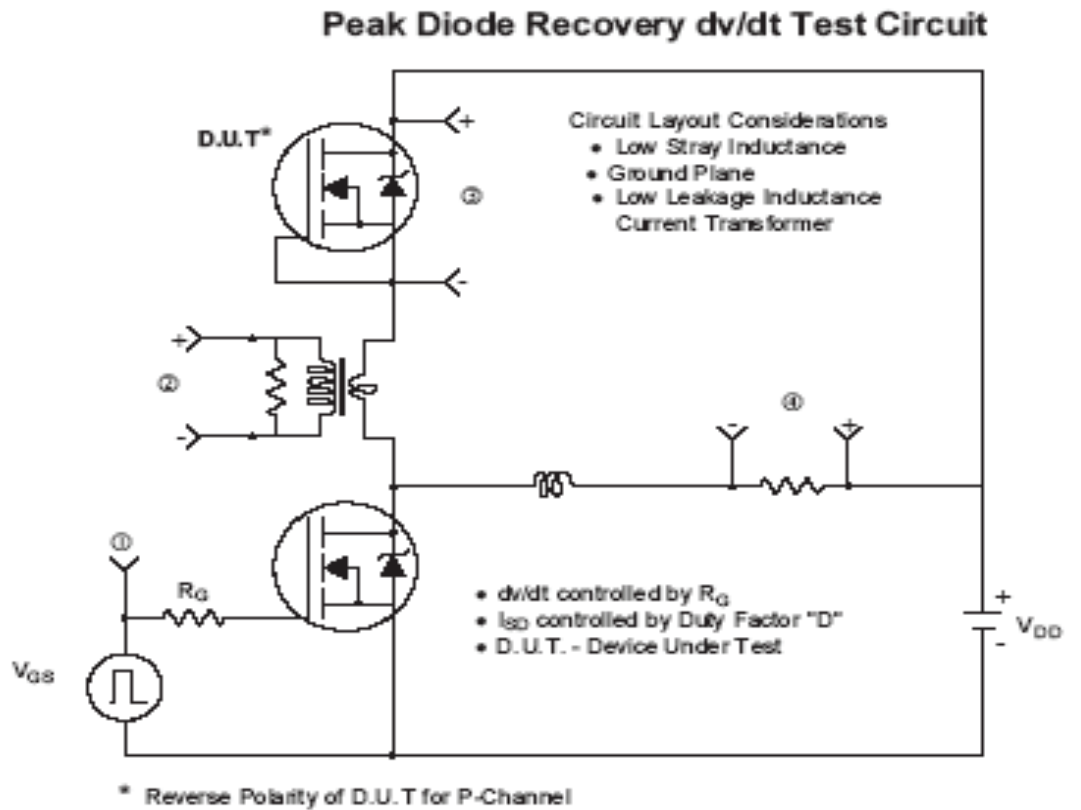 Peak Diode Recovery dv/dt Test Circuit
D.U.T*
+
③
-
Circuit Layout Considerations
• Low Stray Inductance
• Ground Plane
• Low Leakage Inductance
Current Transformer
+
②
-
④
- +
①
RG
VGS
• dv/dt controlled by RG
• ISD controlled by Duty Factor "D"
• D.U.T. - Device Under Test
+
VDD
-
* Reverse Polarity of D.U.T for P-Channel